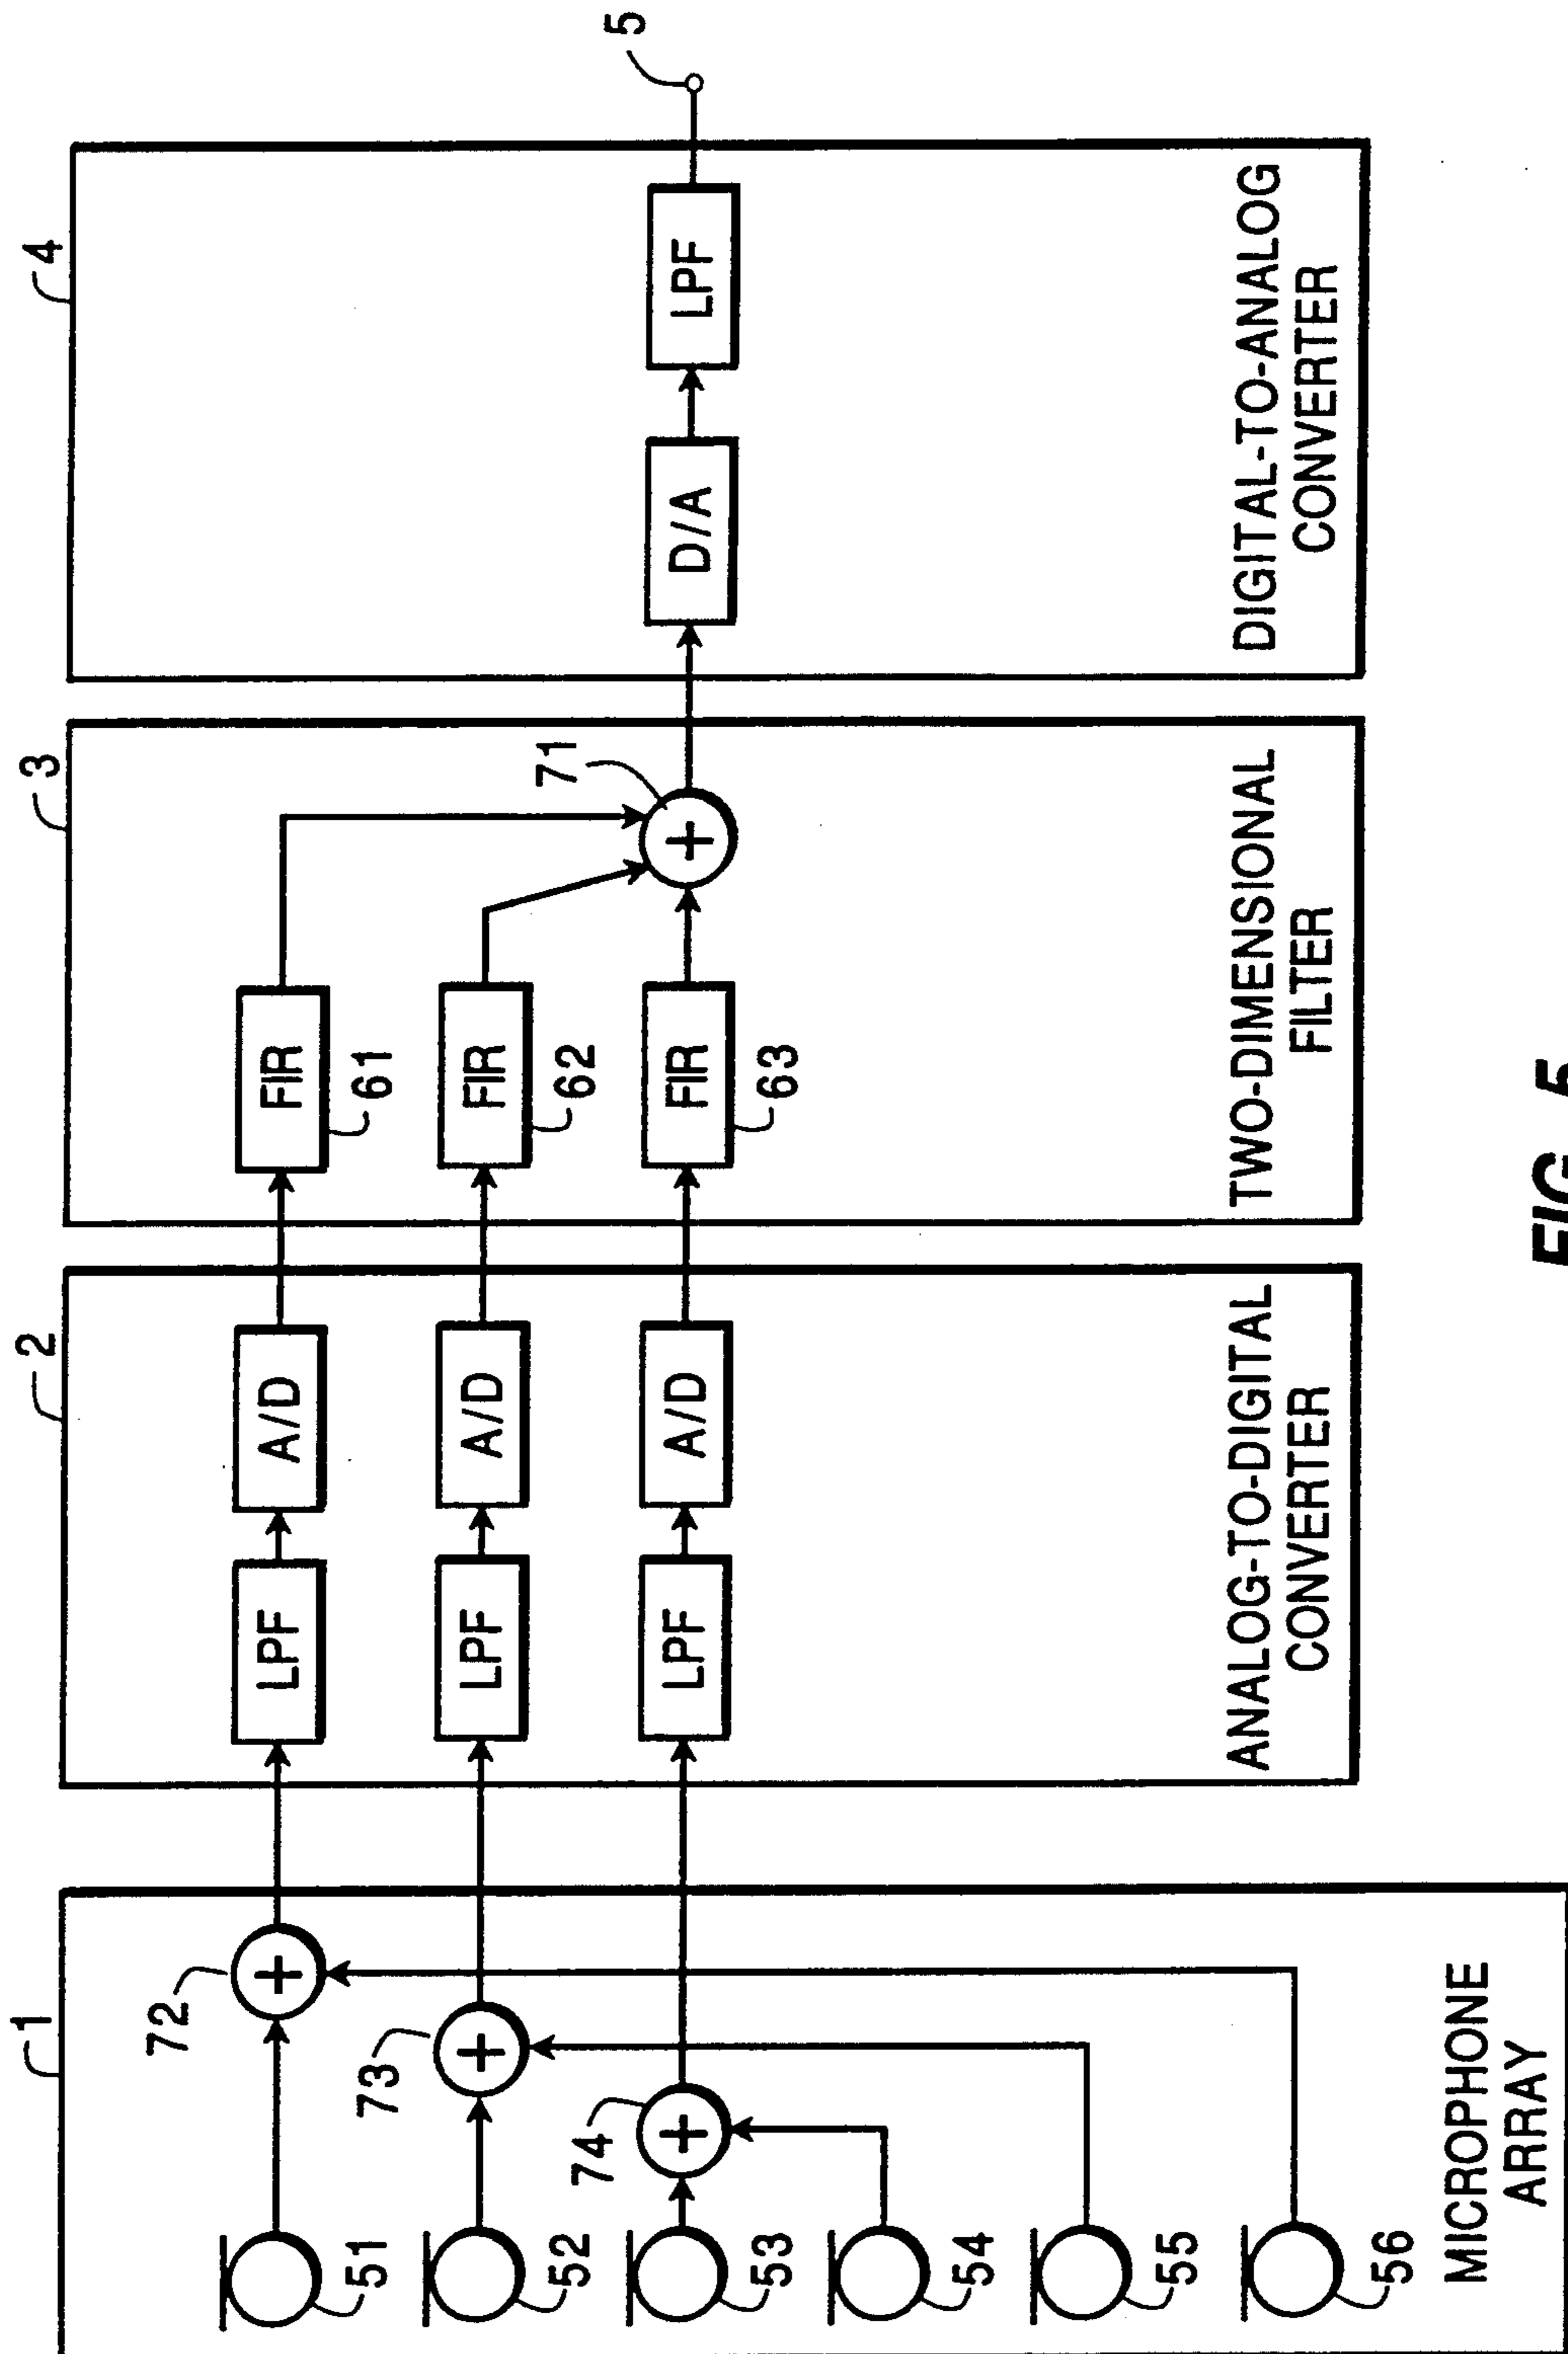 1
72
73
74
51
52
53
54
55
56
MICROPHONE
ARRAY
2
LPF
A/D
LPF
A/D
LPF
A/D
ANALOG-TO-DIGITAL
CONVERTER
3
FIR
61
FIR
62
FIR
63
71
TWO-DIMENSIONAL
FILTER
4
D/A
LPF
DIGITAL-TO-ANALOG
CONVERTER
5
FIG. 5